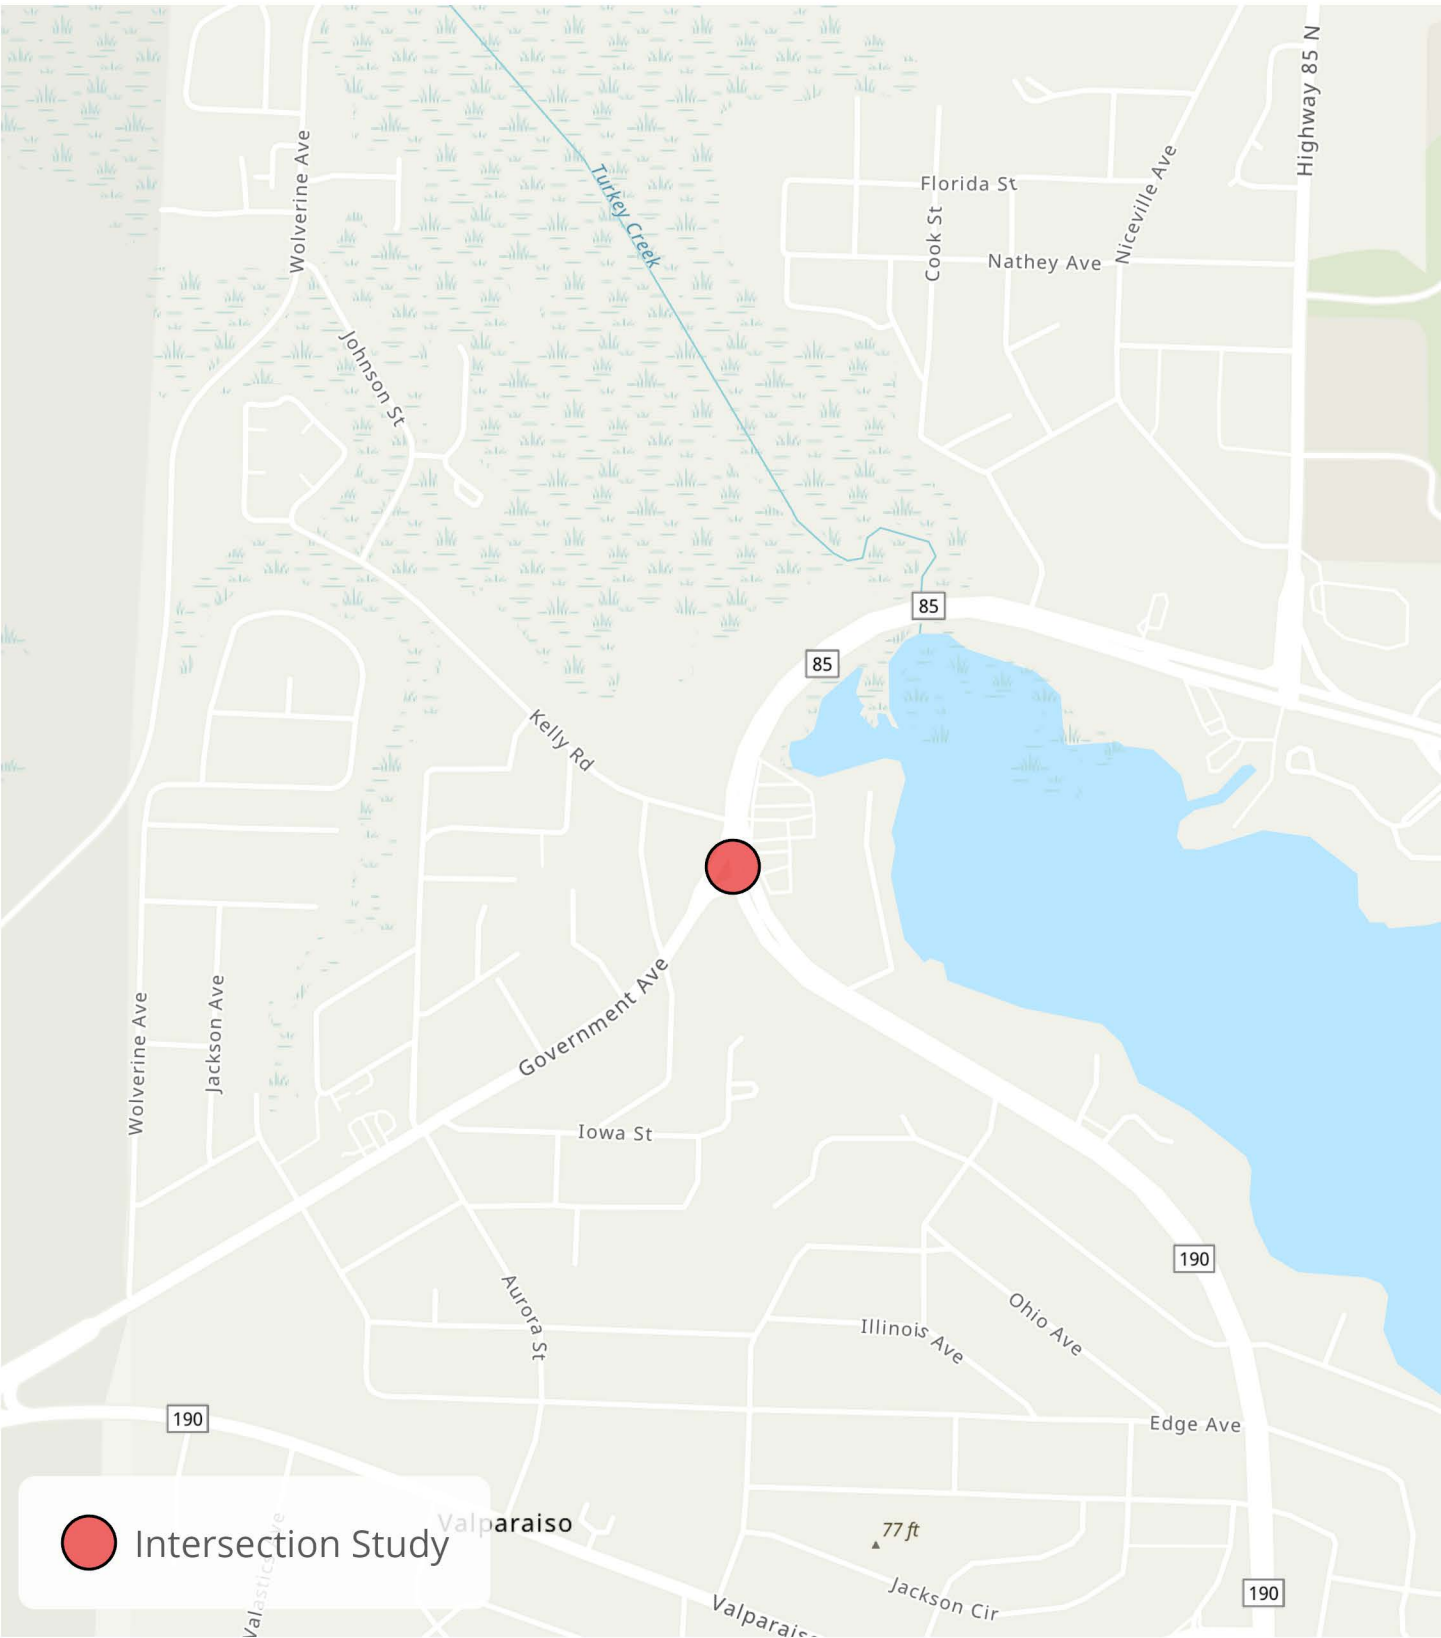 Highway 85 N
Wolverine Ave
Niceville Ave
Turkey Creek
Florida St
Cook St
Nathey Ave
Johnson St
85
85
Kelly Rd
Government Ave
Jackson Ave
Wolverine Ave
Iowa St
190
Aurora St
Ohio Ave
Illinois Ave
190
Edge Ave
Valparaiso
77 ft
Intersection Study
Jackson Cir
190
Valparaiso